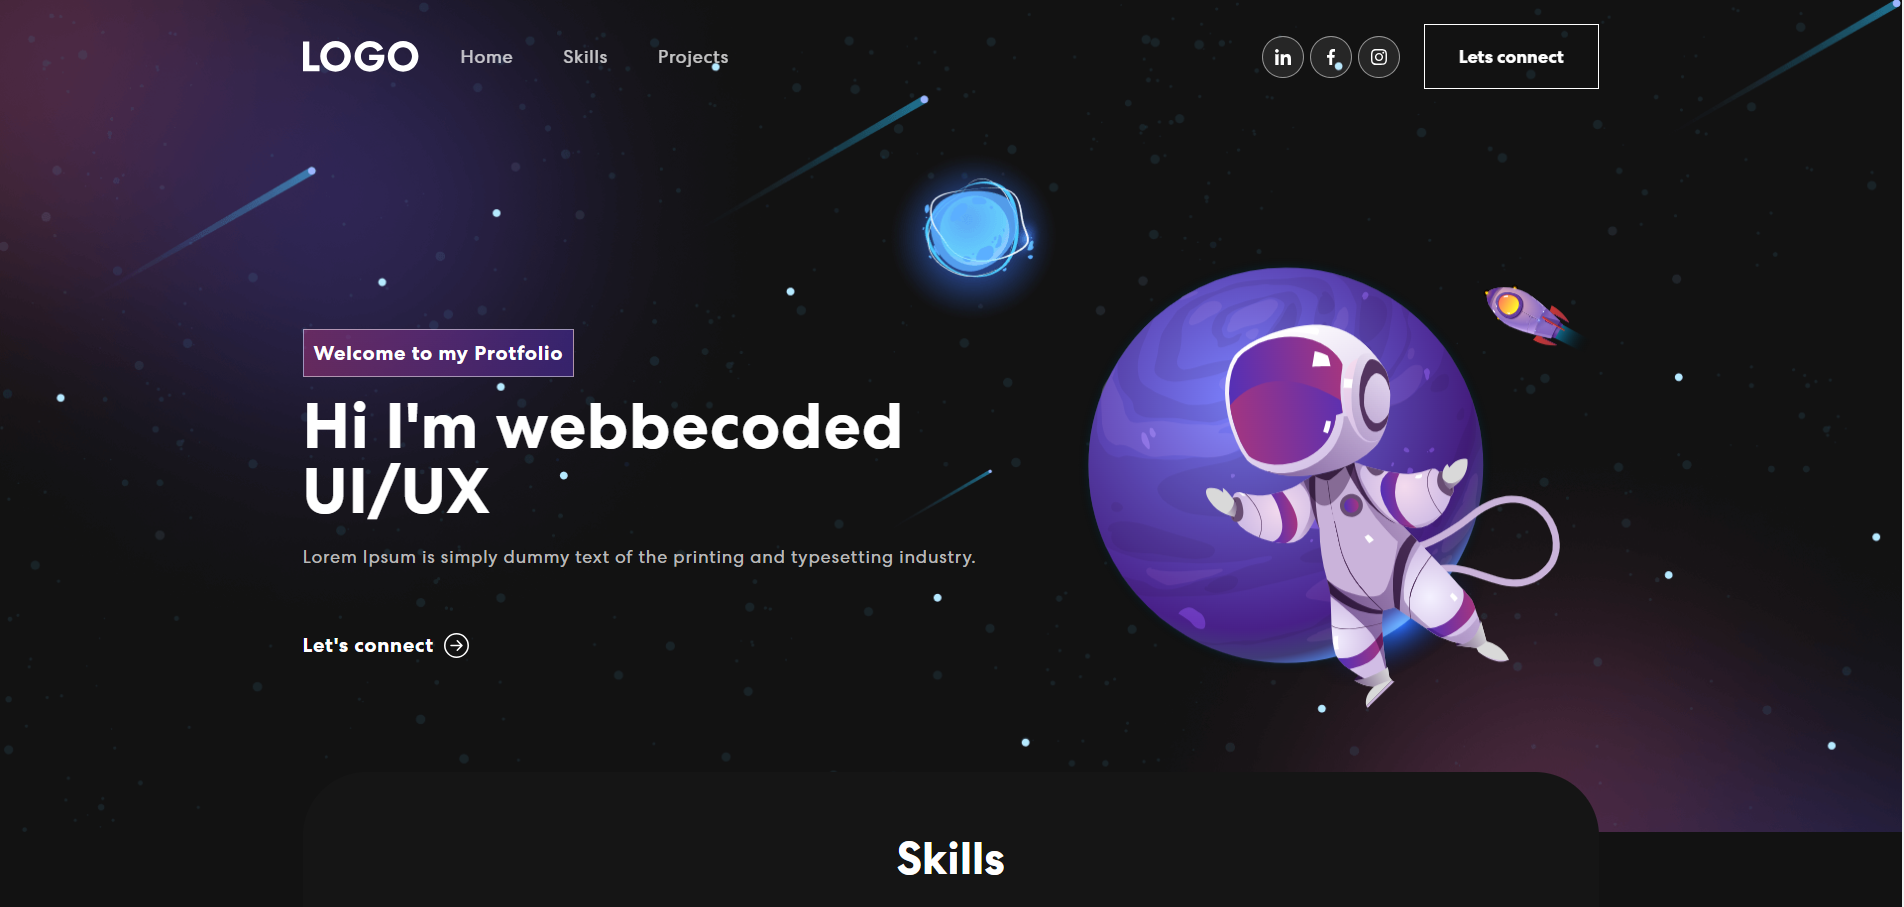 LOGO
Home
Skills
Projects
in
f
Lets connect
Welcome to my Protfolio
Hi I'm webbecoded
UI/UX
Lorem Ipsum is simply dummy text of the printing and typesetting industry.
Let's connect
Skills